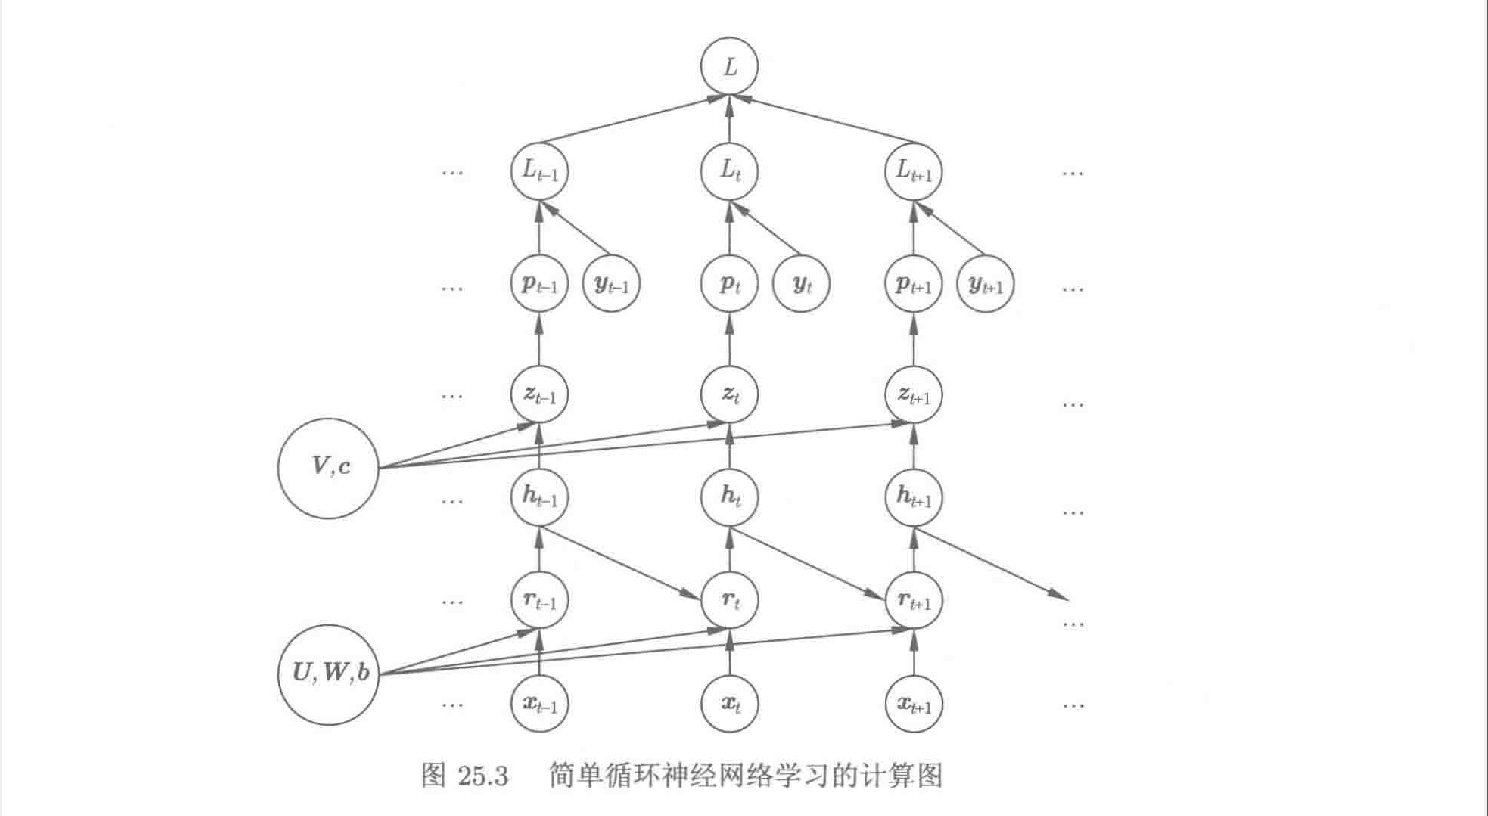 L
... L_{t-1} L_t L_{t+1} ...
... p_{t-1} y_{t-1} p_t y_t p_{t+1} y_{t+1} ...
... z_{t-1} z_t z_{t+1} ...
V,c
... h_{t-1} h_t h_{t+1} ...
... r_{t-1} r_t r_{t+1} ...
U,W,b
... x_{t-1} x_t x_{t+1} ...
图 25.3 简单循环神经网络学习的计算图